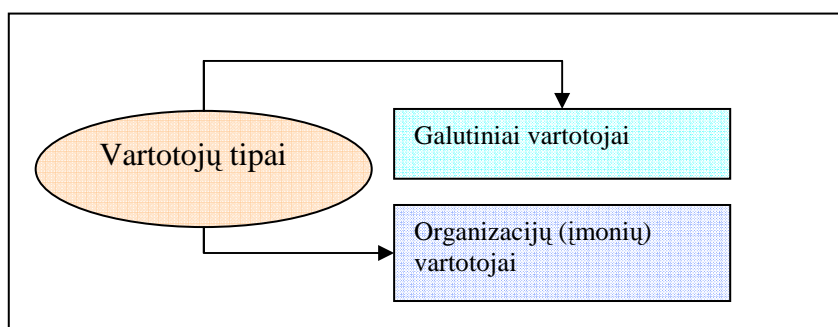 Vartotojų tipai
Galutiniai vartotojai
Organizacijų (įmonių)
vartotojai